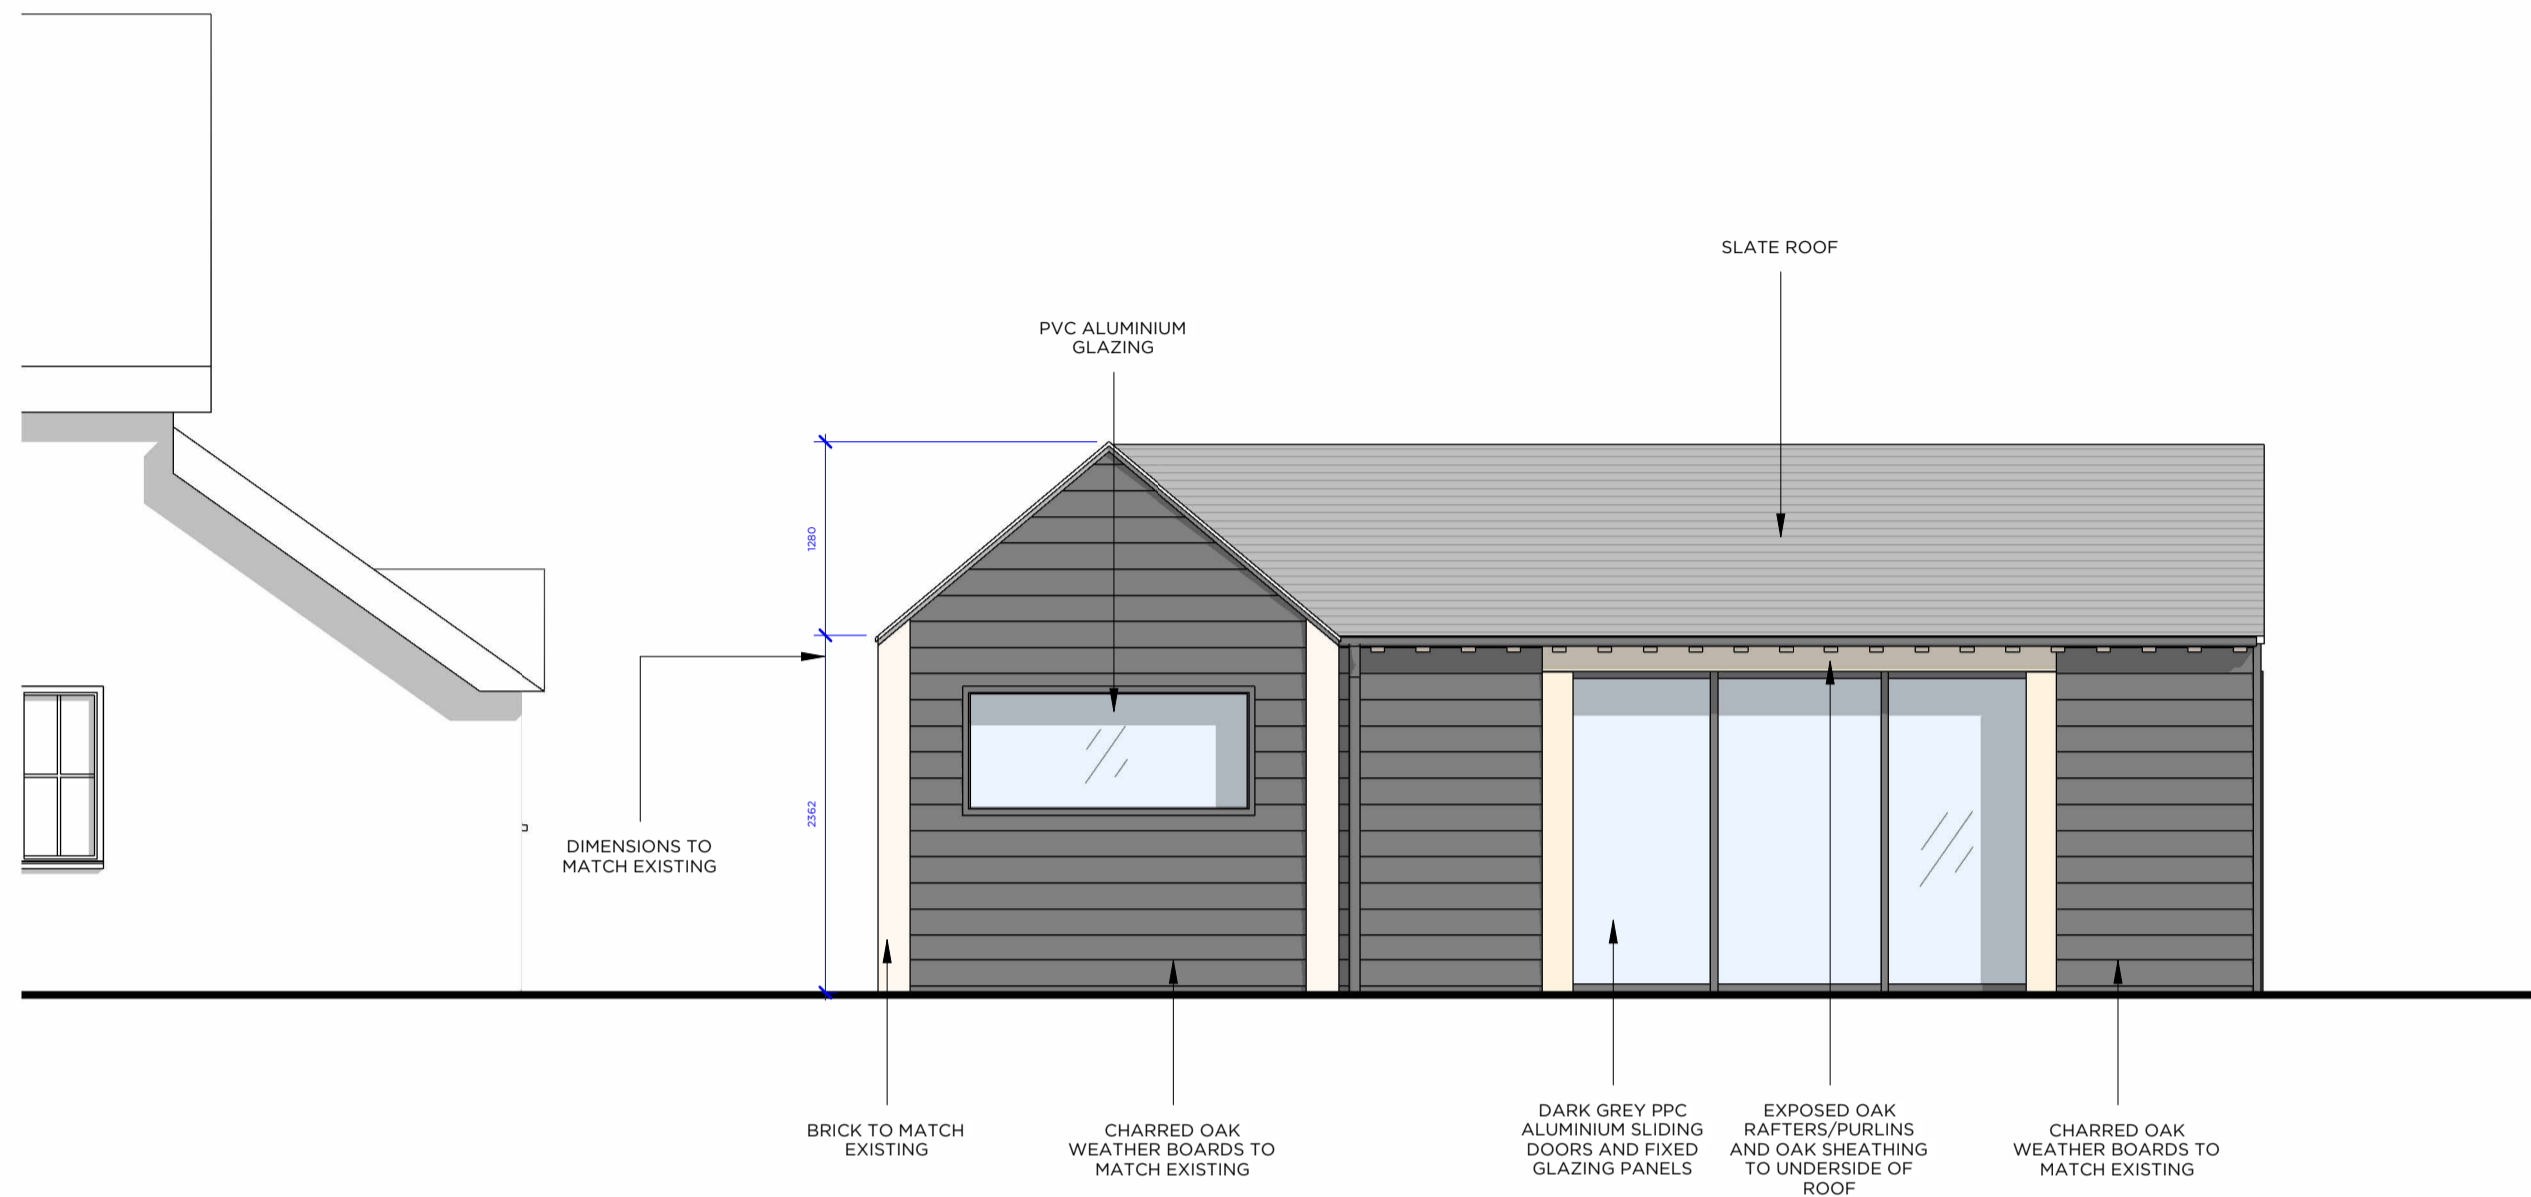 SLATE ROOF
PVC ALUMINIUM
GLAZING
1280
2362
DIMENSIONS TO
MATCH EXISTING
BRICK TO MATCH
EXISTING
CHARRED OAK
WEATHER BOARDS TO
MATCH EXISTING
DARK GREY PPC
ALUMINIUM SLIDING
DOORS AND FIXED
GLAZING PANELS
EXPOSED OAK
RAFTERS/PURLINS
AND OAK SHEATHING
TO UNDERSIDE OF
ROOF
CHARRED OAK
WEATHER BOARDS TO
MATCH EXISTING